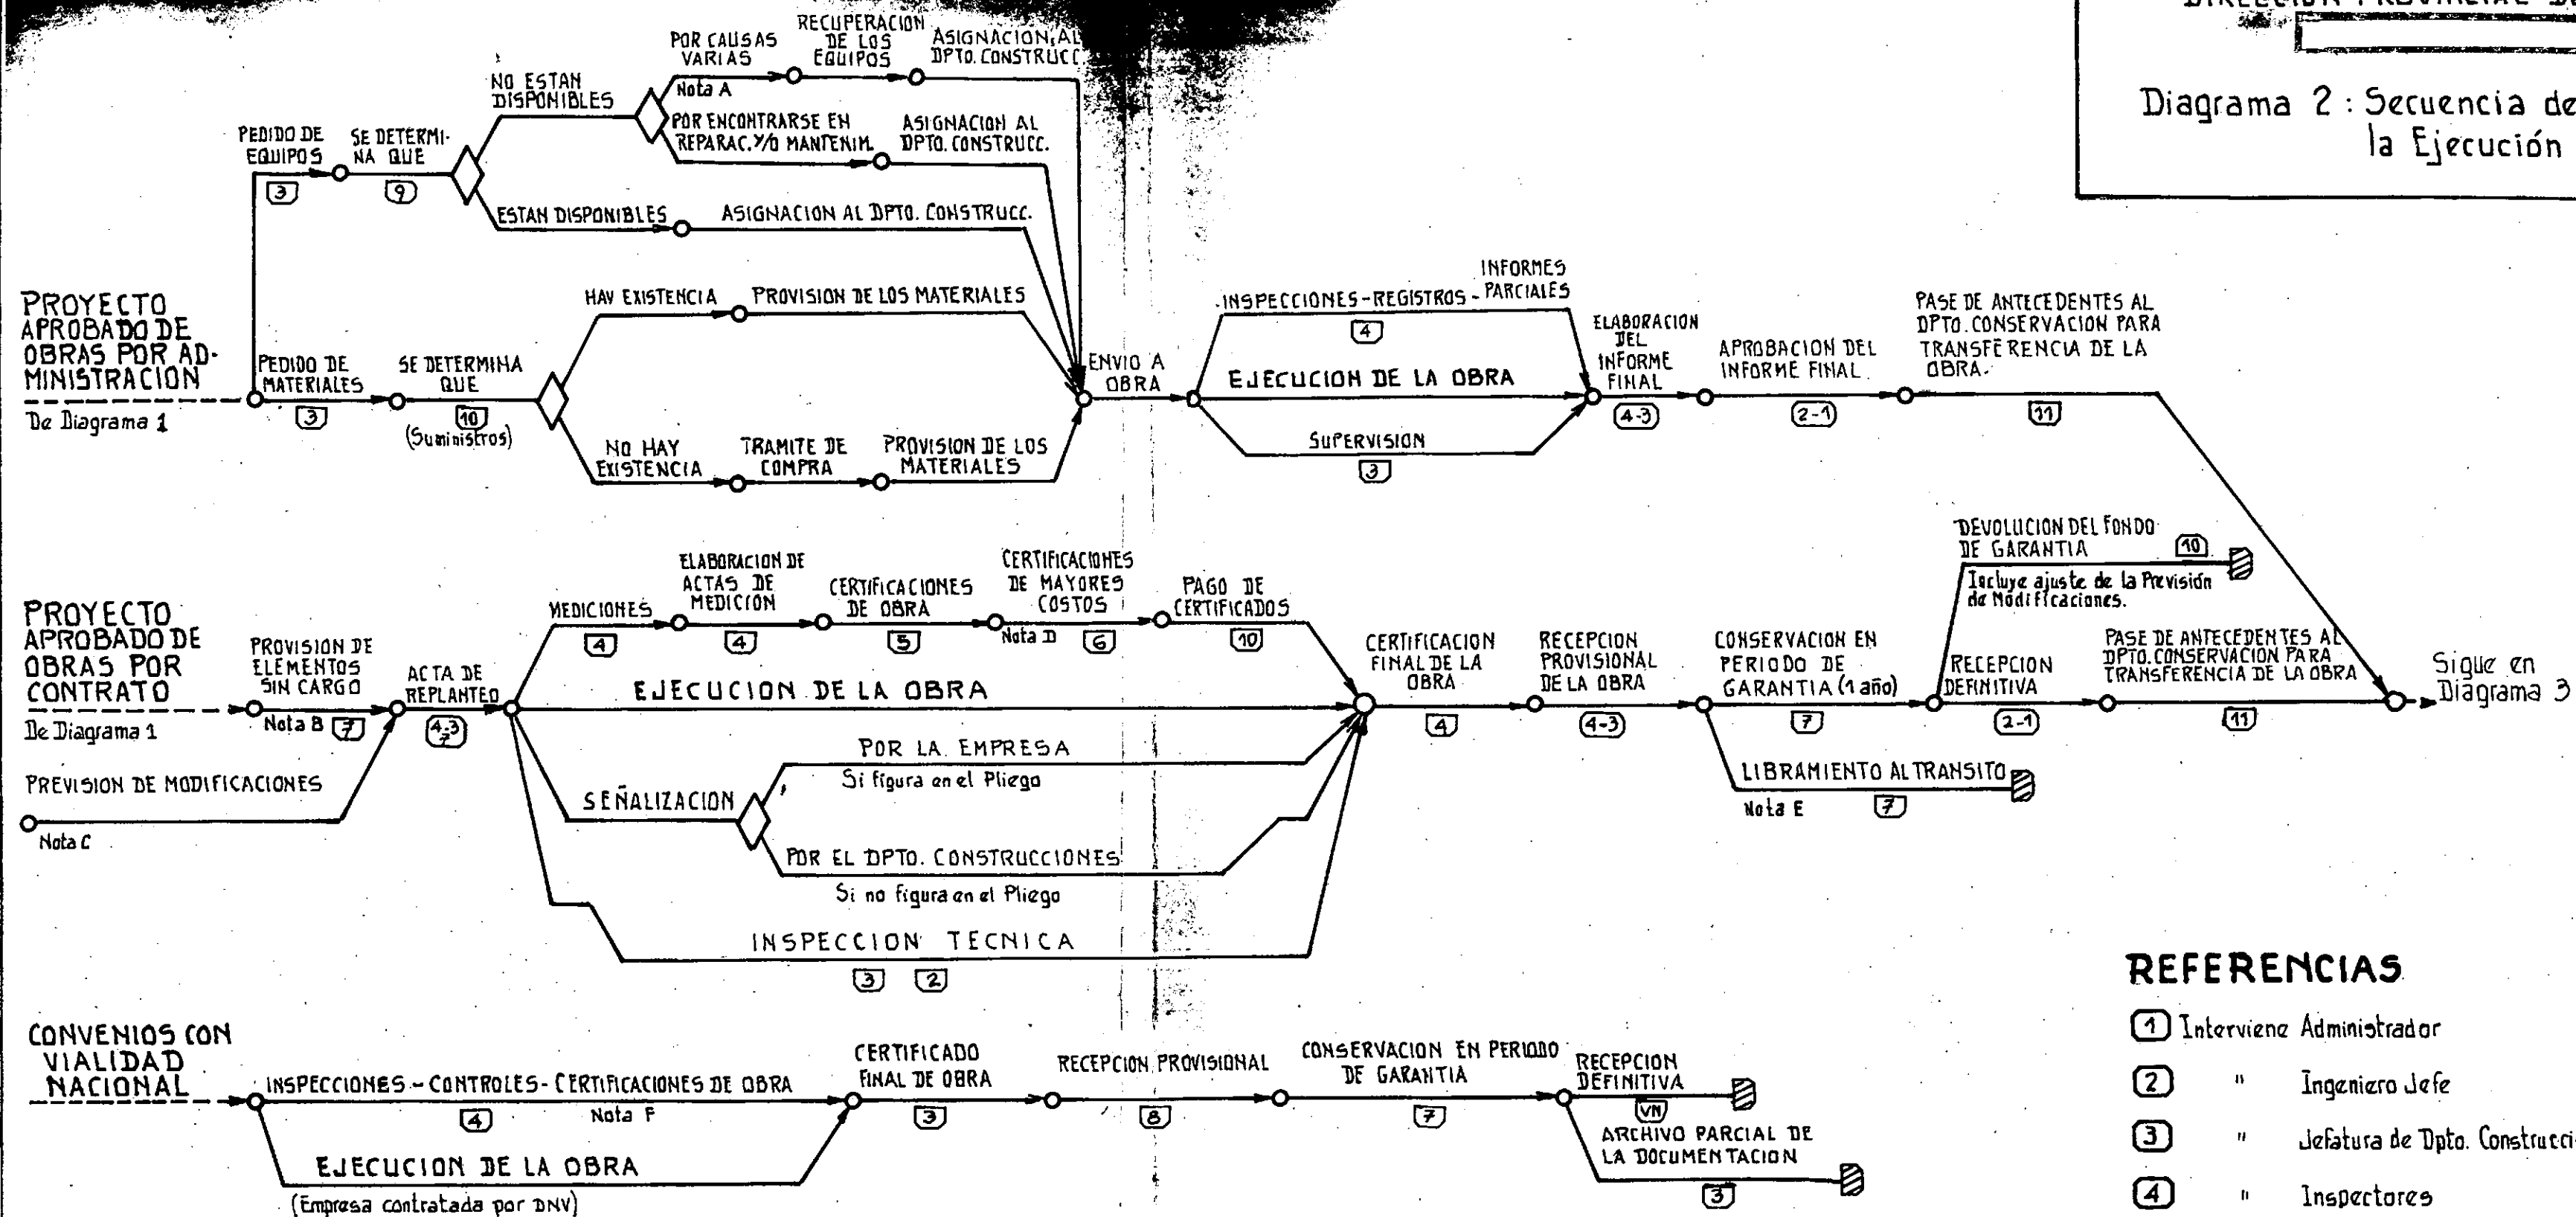 DIRECCION PROVINCIAL
Diagrama 2 : Secuencia de
la Ejecución
RECUPERACION
DE LOS
EQUIPOS
POR CAUSAS
VARIAS
Nota A
ASIGNACION AL
DPTO. CONSTRUCC.
NO ESTAN
DISPONIBLES
POR ENCONTRARSE EN
REPARAC. Y/O MANTENIM.
ASIGNACION AL
DPTO. CONSTRUCC.
PEDIDO DE
EQUIPOS
3
SE DETERMI-
NA QUE
9
ESTAN DISPONIBLES
ASIGNACION AL DPTO. CONSTRUCC.
PROYECTO
APROBADO DE
OBRAS POR AD-
MINISTRACION
De Diagrama 1
PEDIDO DE
MATERIALES
3
SE DETERMINA
QUE
10
(Suministros)
HAY EXISTENCIA
PROVISION DE LOS MATERIALES
NO HAY
EXISTENCIA
TRAMITE DE
COMPRA
PROVISION DE LOS
MATERIALES
ENVIO A
OBRA
INSPECCIONES-REGISTROS-
INFORMES
PARCIALES
4
EJECUCION DE LA OBRA
SUPERVISION
3
ELABORACION
DEL
INFORME
FINAL
4-3
APROBACION DEL
INFORME FINAL
2-1
PASE DE ANTECEDENTES AL
DPTO. CONSERVACION PARA
TRANSFERENCIA DE LA
OBRA.
11
PROYECTO
APROBADO DE
OBRAS POR
CONTRATO
De Diagrama 1
PROVISION DE
ELEMENTOS
SIN CARGO
Nota B 7
ACTA DE
REPLANTEO
4-3
7
PREVISION DE MODIFICACIONES
Nota C
MEDICIONES
4
ELABORACION DE
ACTAS DE
MEDICION
4
CERTIFICACIONES
DE OBRA
5
CERTIFICACIONES
DE MAYORES
COSTOS
Nota D 6
PAGO DE
CERTIFICADOS
10
EJECUCION DE LA OBRA
SEÑALIZACION
POR LA EMPRESA
Si figura en el Pliego
POR EL DPTO. CONSTRUCCIONES
Si no figura en el Pliego
INSPECCION TECNICA
3 2
CERTIFICACION
FINAL DE LA
OBRA
4
RECEPCION
PROVISIONAL
DE LA OBRA
4-3
CONSERVACION EN
PERIODO DE
GARANTIA (1 año)
7
LIBRAMIENTO AL TRANSITO
Nota E 7
DEVOLUCION DEL FONDO
DE GARANTIA 10
Incluye ajuste de la Previsión
de Modificaciones.
RECEPCION
DEFINITIVA
2-1
PASE DE ANTECEDENTES AL
DPTO. CONSERVACION PARA
TRANSFERENCIA DE LA OBRA
11
Sigue en
Diagrama 3
CONVENIOS CON
VIALIDAD
NACIONAL
INSPECCIONES - CONTROLES - CERTIFICACIONES DE OBRA
4 Nota F
EJECUCION DE LA OBRA
(Empresa contratada por DNV)
CERTIFICADO
FINAL DE OBRA
3
RECEPCION PROVISIONAL
8
CONSERVACION EN PERIODO
DE GARANTIA
7
RECEPCION
DEFINITIVA
VN
ARCHIVO PARCIAL DE
LA DOCUMENTACION
3
REFERENCIAS
1 Interviene Administrador
2 " Ingeniero Jefe
3 " Jefatura de Dpto. Construcci
4 " Inspectores